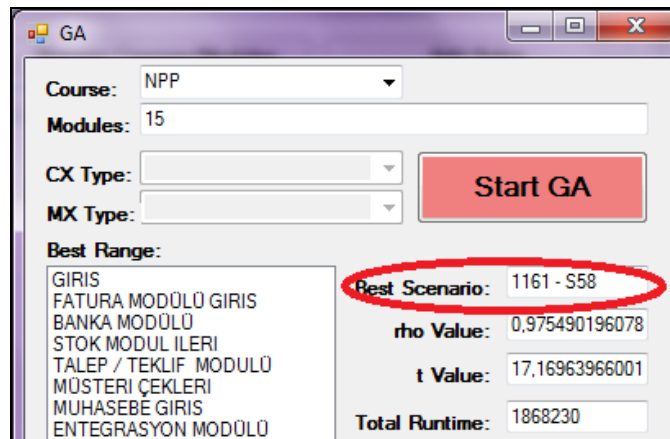 GA
Course: NPP
Modules: 15
CX Type:
MX Type:
Start GA
Best Range:
GIRIS
FATURA MODÜLÜ GIRIS
BANKA MODÜLÜ
STOK MODUL ILERI
TALEP / TEKLIF MODULÜ
MÜSTERI ÇEKLERI
MUHASEBE GIRIS
ENTEGRASYON MODÜLÜ
Best Scenario: 1161 - S58
rho Value: 0,975490196078
t Value: 17,16963966001
Total Runtime: 1868230